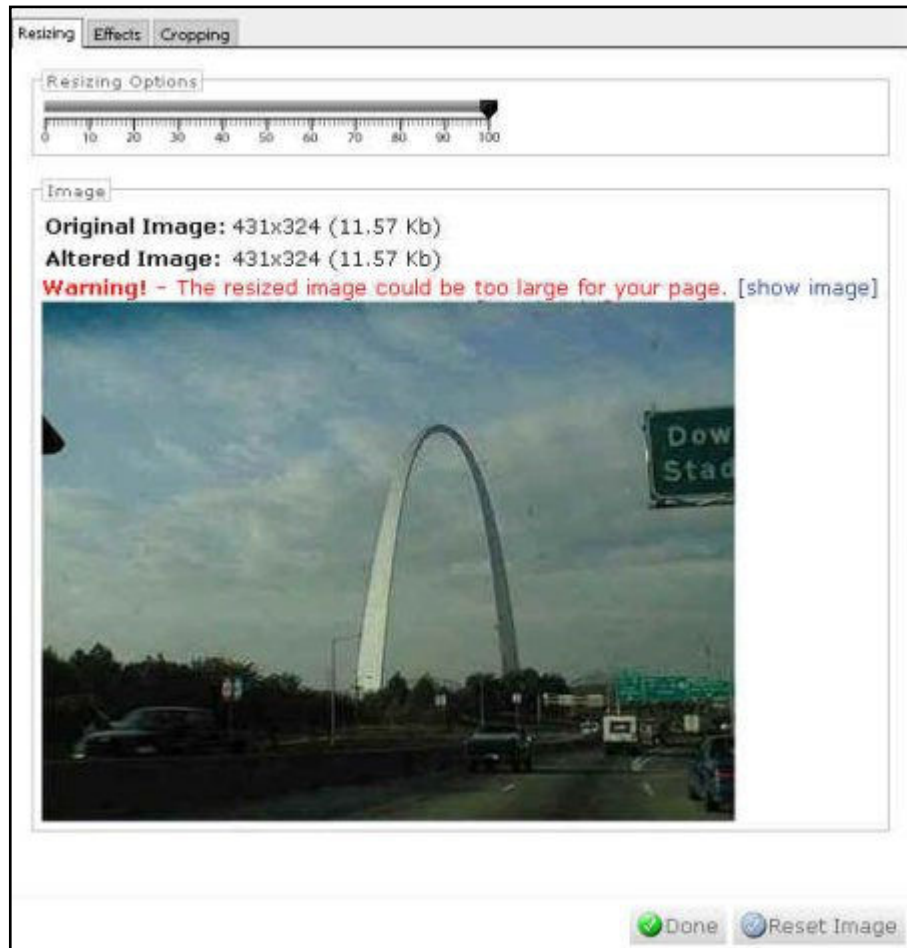 Resizing Effects Cropping
Resizing Options
0 10 20 30 40 50 60 70 80 90 100
Image
Original Image: 431x324 (11.57 Kb)
Altered Image: 431x324 (11.57 Kb)
Warning! - The resized image could be too large for your page. [show image]
Dow
Stad
Done Reset Image